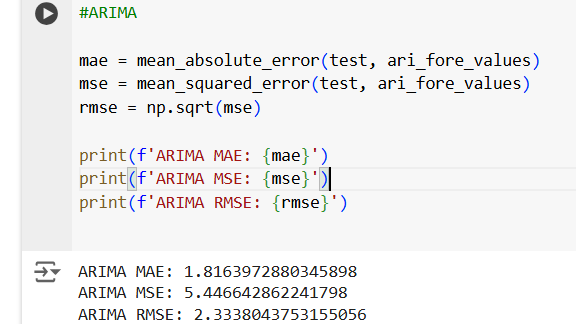 #ARIMA
mae = mean_absolute_error(test, ari_fore_values)
mse = mean_squared_error(test, ari_fore_values)
rmse = np.sqrt(mse)
print(f'ARIMA MAE: {mae}')
print(f'ARIMA MSE: {mse}')
print(f'ARIMA RMSE: {rmse}')
ARIMA MAE: 1.8163972880345898
ARIMA MSE: 5.446642862241798
ARIMA RMSE: 2.3338043753155056